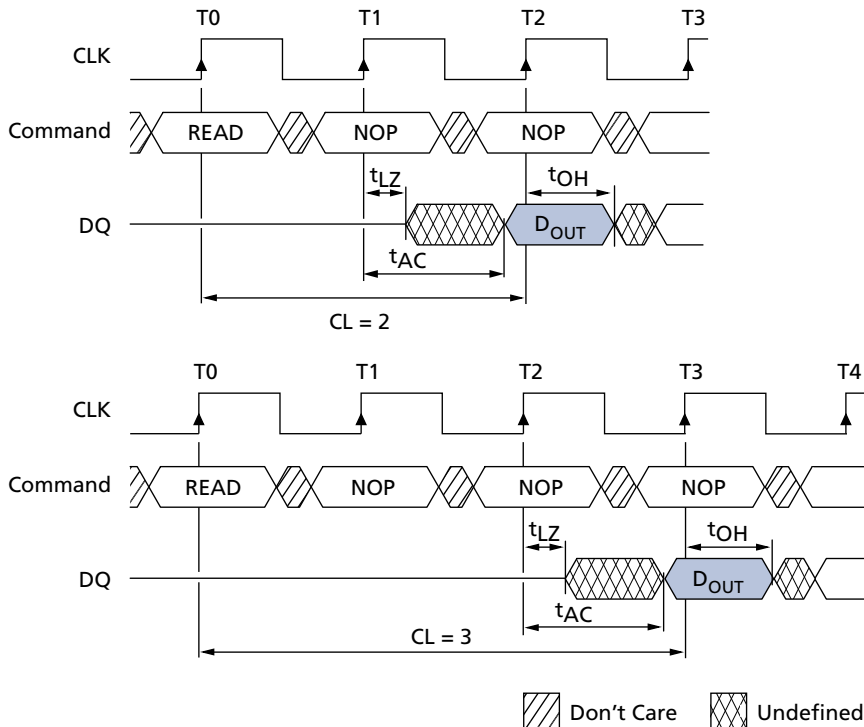 T0 T1 T2 T3
CLK
Command READ NOP NOP
tLZ tOH
DQ DOUT
tAC
CL = 2
T0 T1 T2 T3 T4
CLK
Command READ NOP NOP NOP
tLZ tOH
DQ DOUT
tAC
CL = 3
Don't Care Undefined